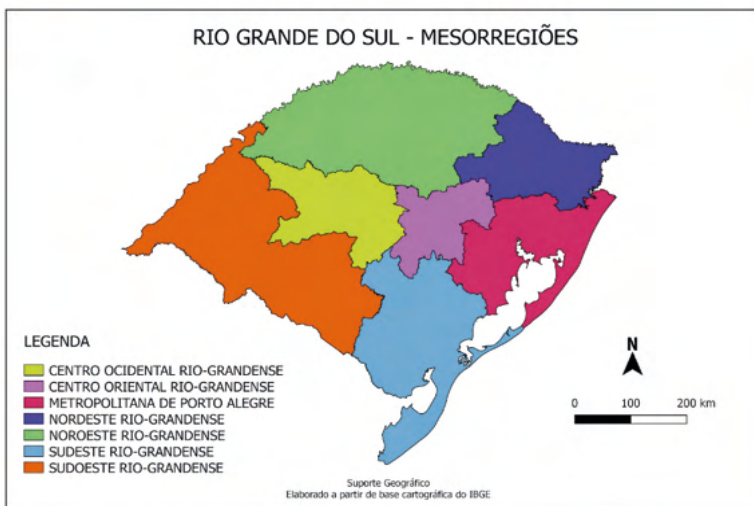 RIO GRANDE DO SUL - MESORREGIÕES
LEGENDA
CENTRO OCIDENTAL RIO-GRANDENSE
CENTRO ORIENTAL RIO-GRANDENSE
METROPOLITANA DE PORTO ALEGRE
NORDESTE RIO-GRANDENSE
NOROESTE RIO-GRANDENSE
SUDESTE RIO-GRANDENSE
SUDOESTE RIO-GRANDENSE
N
0 100 200 km
Suporte Geográfico
Elaborado a partir de base cartográfica do IBGE